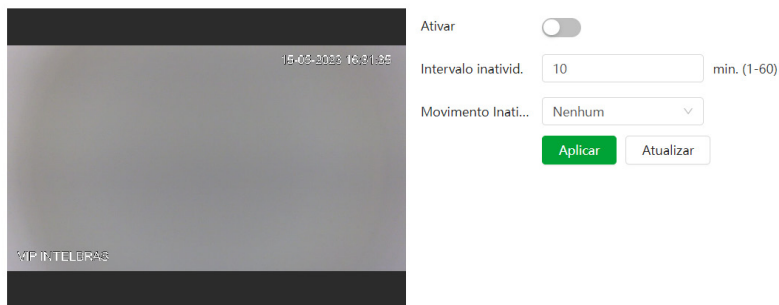 15-03-2023 16:31:35
VIP INTELBRAS
Ativar
Intervalo inativid. 10 min. (1-60)
Movimento Inati... Nenhum
Aplicar Atualizar